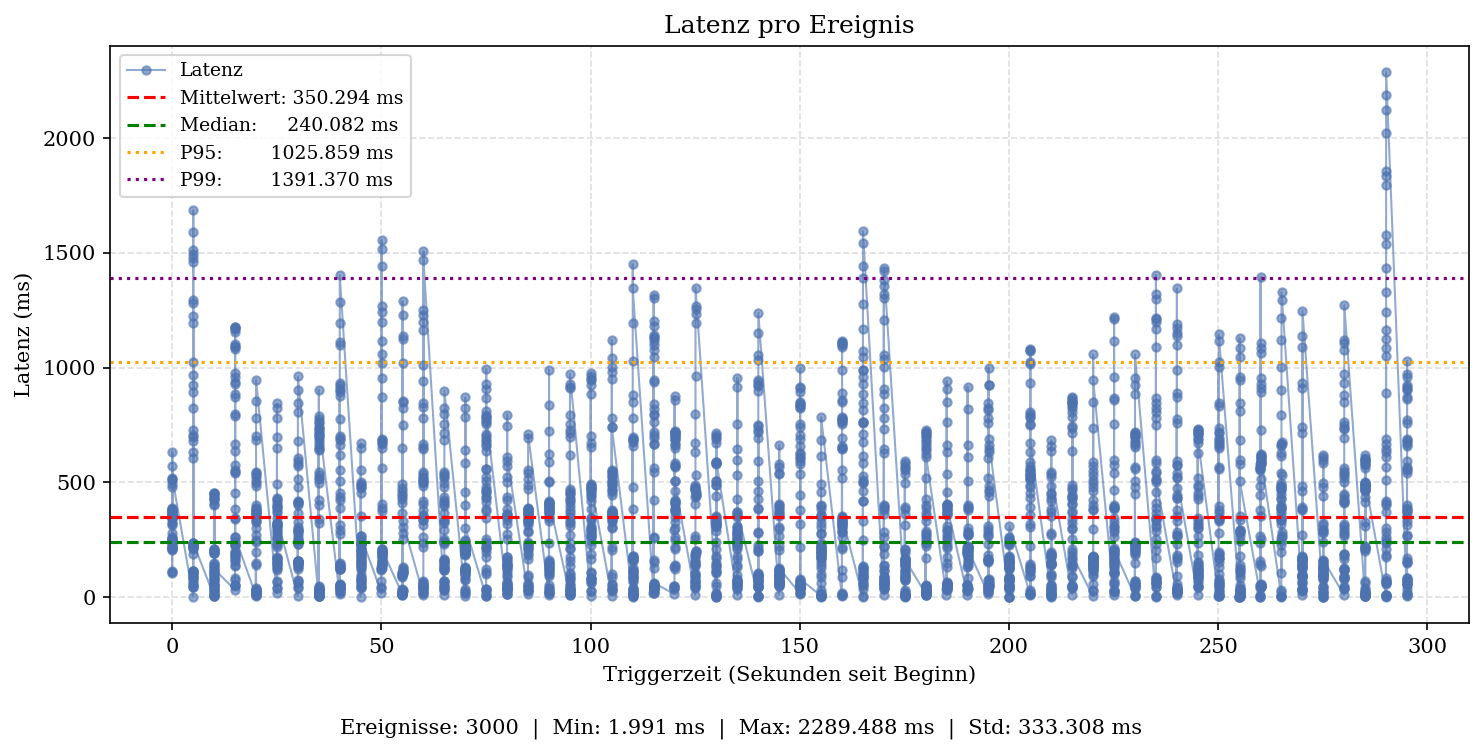 Latenz pro Ereignis
Latenz
Mittelwert: 350.294 ms
Median: 240.082 ms
P95: 1025.859 ms
P99: 1391.370 ms
Latenz (ms)
2000
1500
1000
500
0
0 50 100 150 200 250 300
Triggerzeit (Sekunden seit Beginn)
Ereignisse: 3000 | Min: 1.991 ms | Max: 2289.488 ms | Std: 333.308 ms